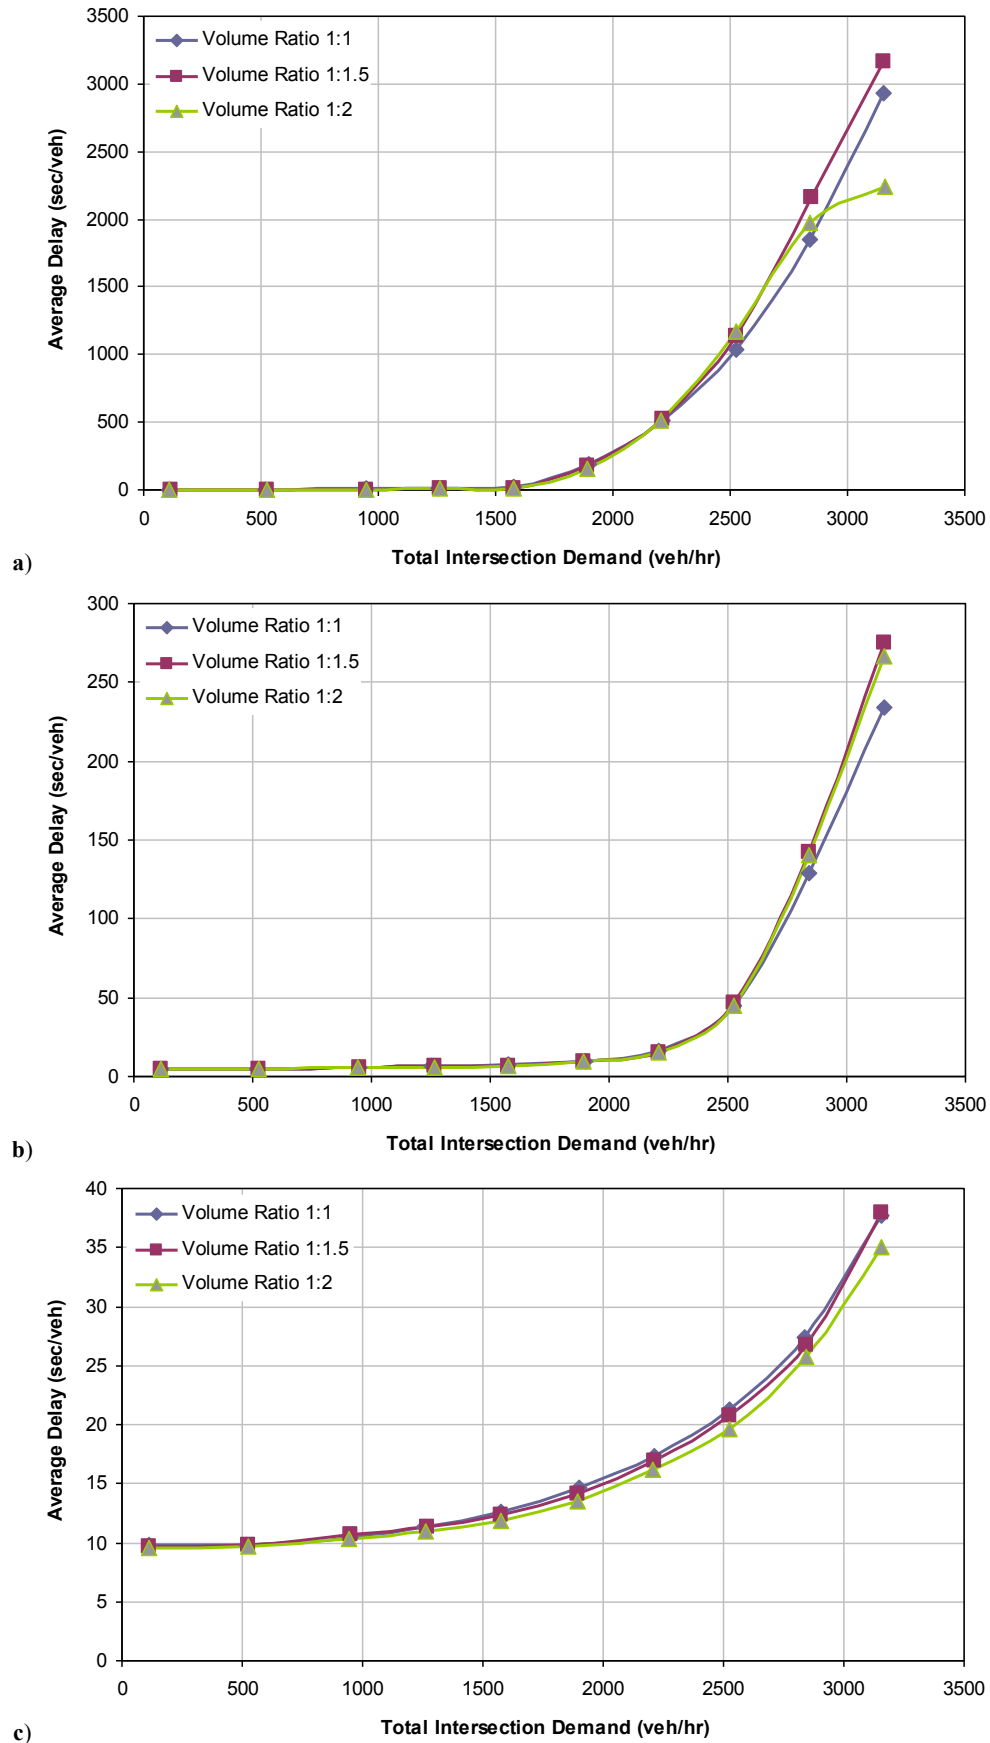 3500
3000
2500
2000
1500
1000
500
0
Average Delay (sec/veh)
Volume Ratio 1:1
Volume Ratio 1:1.5
Volume Ratio 1:2
0 500 1000 1500 2000 2500 3000 3500
Total Intersection Demand (veh/hr)
a)
300
250
200
150
100
50
0
Average Delay (sec/veh)
Volume Ratio 1:1
Volume Ratio 1:1.5
Volume Ratio 1:2
0 500 1000 1500 2000 2500 3000 3500
Total Intersection Demand (veh/hr)
b)
40
35
30
25
20
15
10
5
0
Average Delay (sec/veh)
Volume Ratio 1:1
Volume Ratio 1:1.5
Volume Ratio 1:2
0 500 1000 1500 2000 2500 3000 3500
Total Intersection Demand (veh/hr)
c)